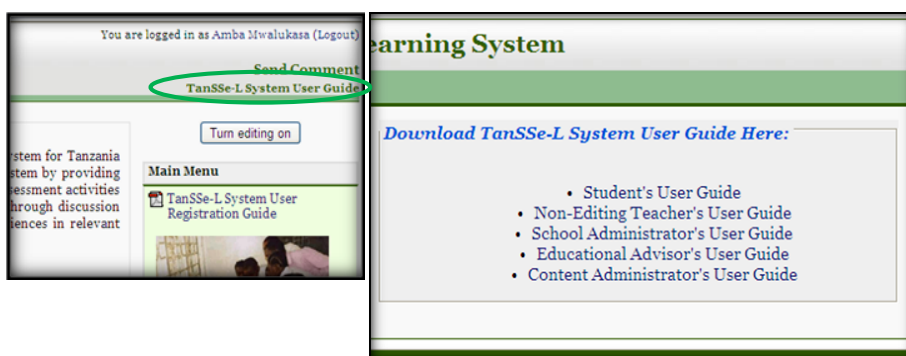 You are logged in as Amba Mwalukasa (Logout)
Send Comment
TanSSe-L System User Guide
Turn editing on
stem for Tanzania
stem by providing
sessment activities
hrough discussion
iences in relevant
Main Menu
TanSSe-L System User
Registration Guide
earning System
Download TanSSe-L System User Guide Here:
• Student's User Guide
• Non-Editing Teacher's User Guide
• School Administrator's User Guide
• Educational Advisor's User Guide
• Content Administrator's User Guide